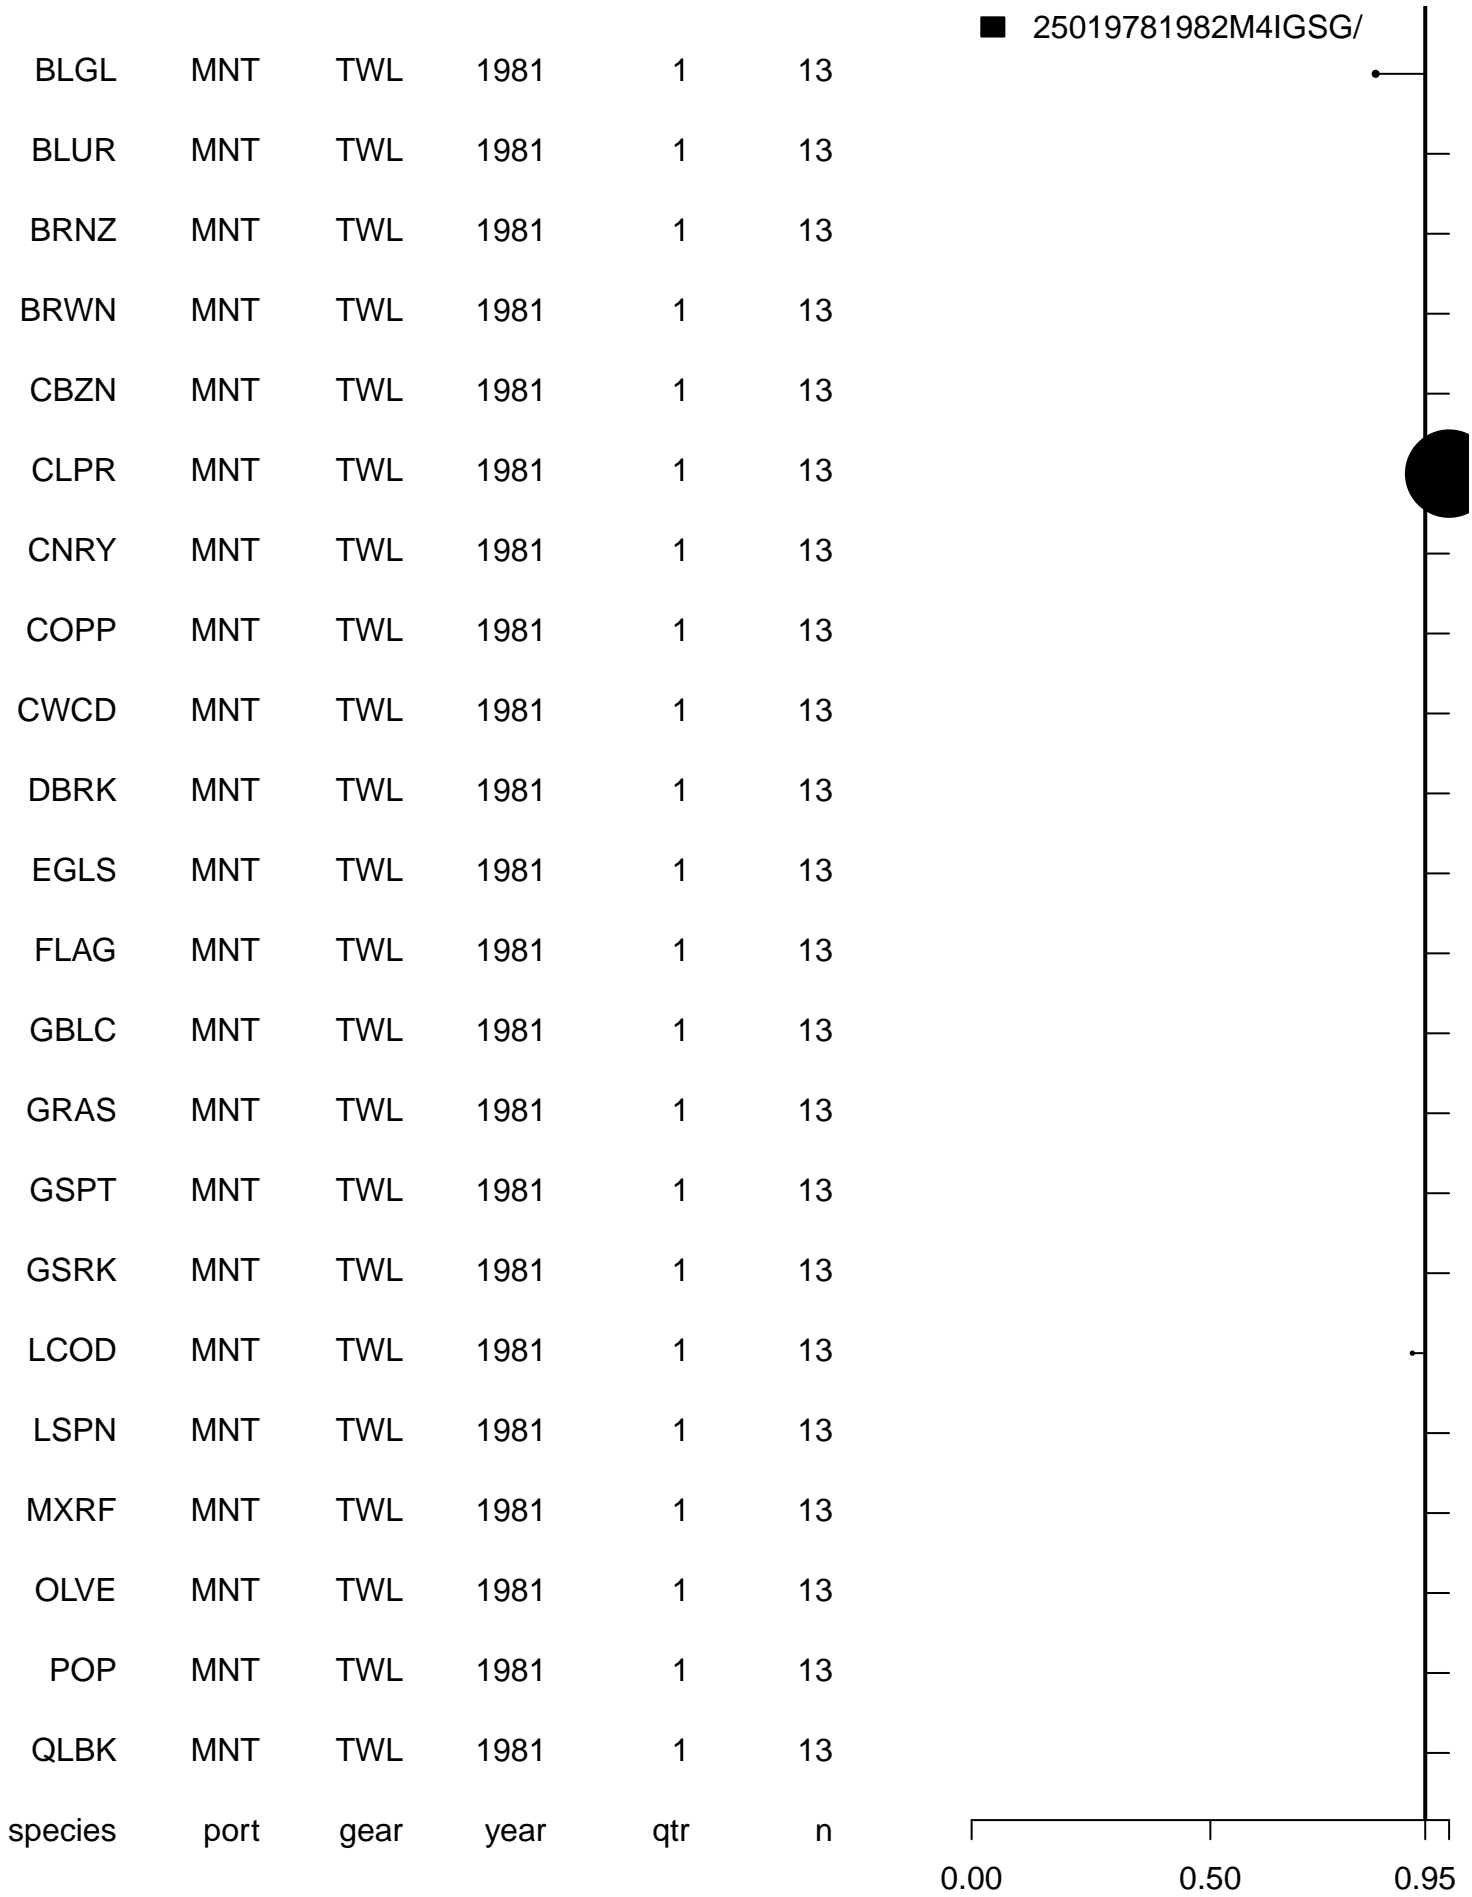 25019781982M4IGSG/
BLGL MNT TWL 1981 1 13
BLUR MNT TWL 1981 1 13
BRNZ MNT TWL 1981 1 13
BRWN MNT TWL 1981 1 13
CBZN MNT TWL 1981 1 13
CLPR MNT TWL 1981 1 13
CNRY MNT TWL 1981 1 13
COPP MNT TWL 1981 1 13
CWCD MNT TWL 1981 1 13
DBRK MNT TWL 1981 1 13
EGLS MNT TWL 1981 1 13
FLAG MNT TWL 1981 1 13
GBLC MNT TWL 1981 1 13
GRAS MNT TWL 1981 1 13
GSPT MNT TWL 1981 1 13
GSRK MNT TWL 1981 1 13
LCOD MNT TWL 1981 1 13
LSPN MNT TWL 1981 1 13
MXRF MNT TWL 1981 1 13
OLVE MNT TWL 1981 1 13
POP MNT TWL 1981 1 13
QLBK MNT TWL 1981 1 13
species port gear year qtr n
0.00 0.50 0.95